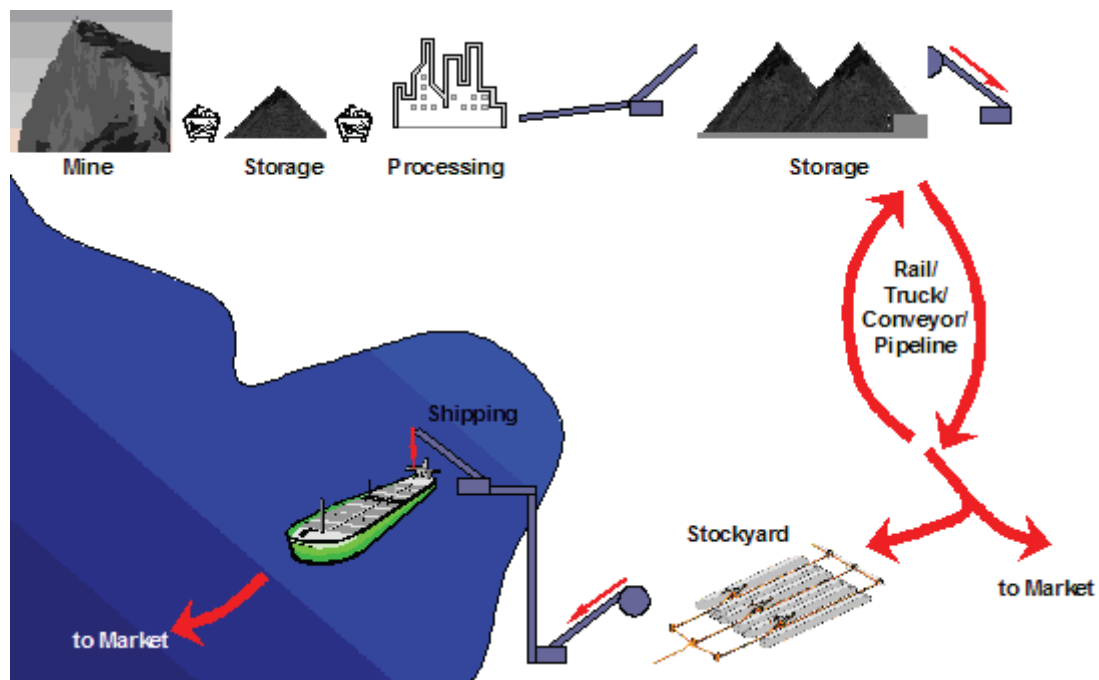 Mine
Storage
Processing
Storage
Rail/
Truck/
Conveyor/
Pipeline
Shipping
Stockyard
to Market
to Market